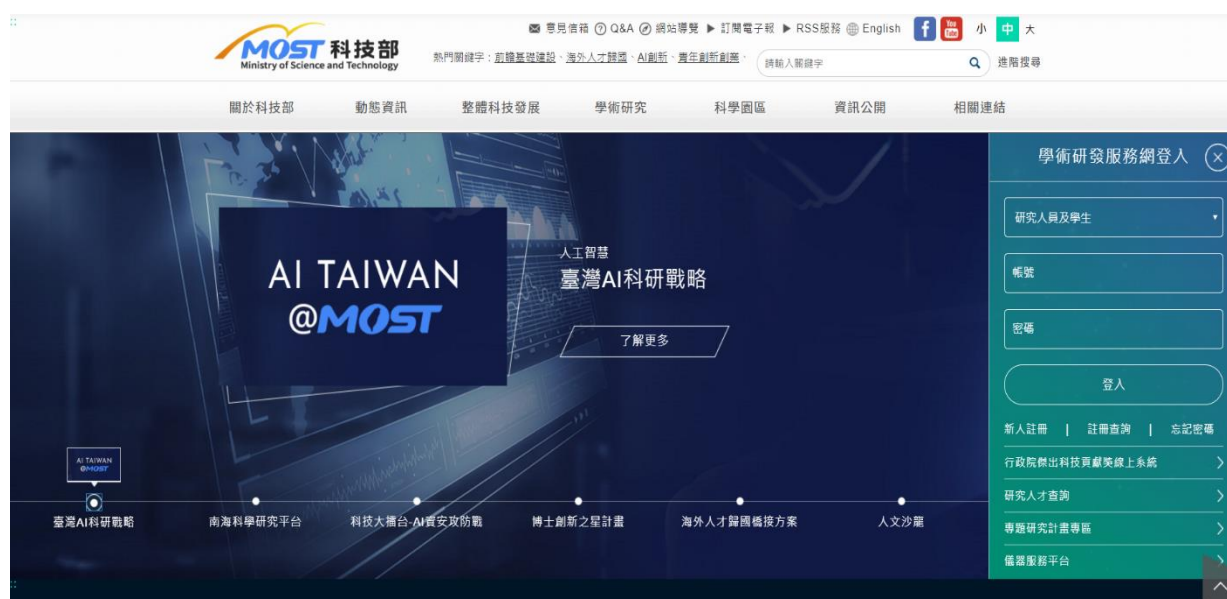 意見信箱 Q&A 網站導覽 ▶ 訂閱電子報 ▶ RSS服務 English f You Tube 小 中 大
MOST 科技部
Ministry of Science and Technology
熱門關鍵字：前瞻基礎建設、海外人才歸國、AI創新、青年創新創業、
請輸入關鍵字
進階搜尋
關於科技部 動態資訊 整體科技發展 學術研究 科學園區 資訊公開 相關連結
AI TAIWAN
@MOST
人工智慧
臺灣AI科研戰略
了解更多
學術研發服務網登入
研究人員及學生
帳號
密碼
登入
新人註冊 | 註冊查詢 | 忘記密碼
行政院傑出科技貢獻獎線上系統
研究人才查詢
專題研究計畫專區
儀器服務平台
AI TAIWAN
@MOST
臺灣AI科研戰略 南海科學研究平台 科技大擂台-AI資安攻防戰 博士創新之星計畫 海外人才歸國橋接方案 人文沙龍